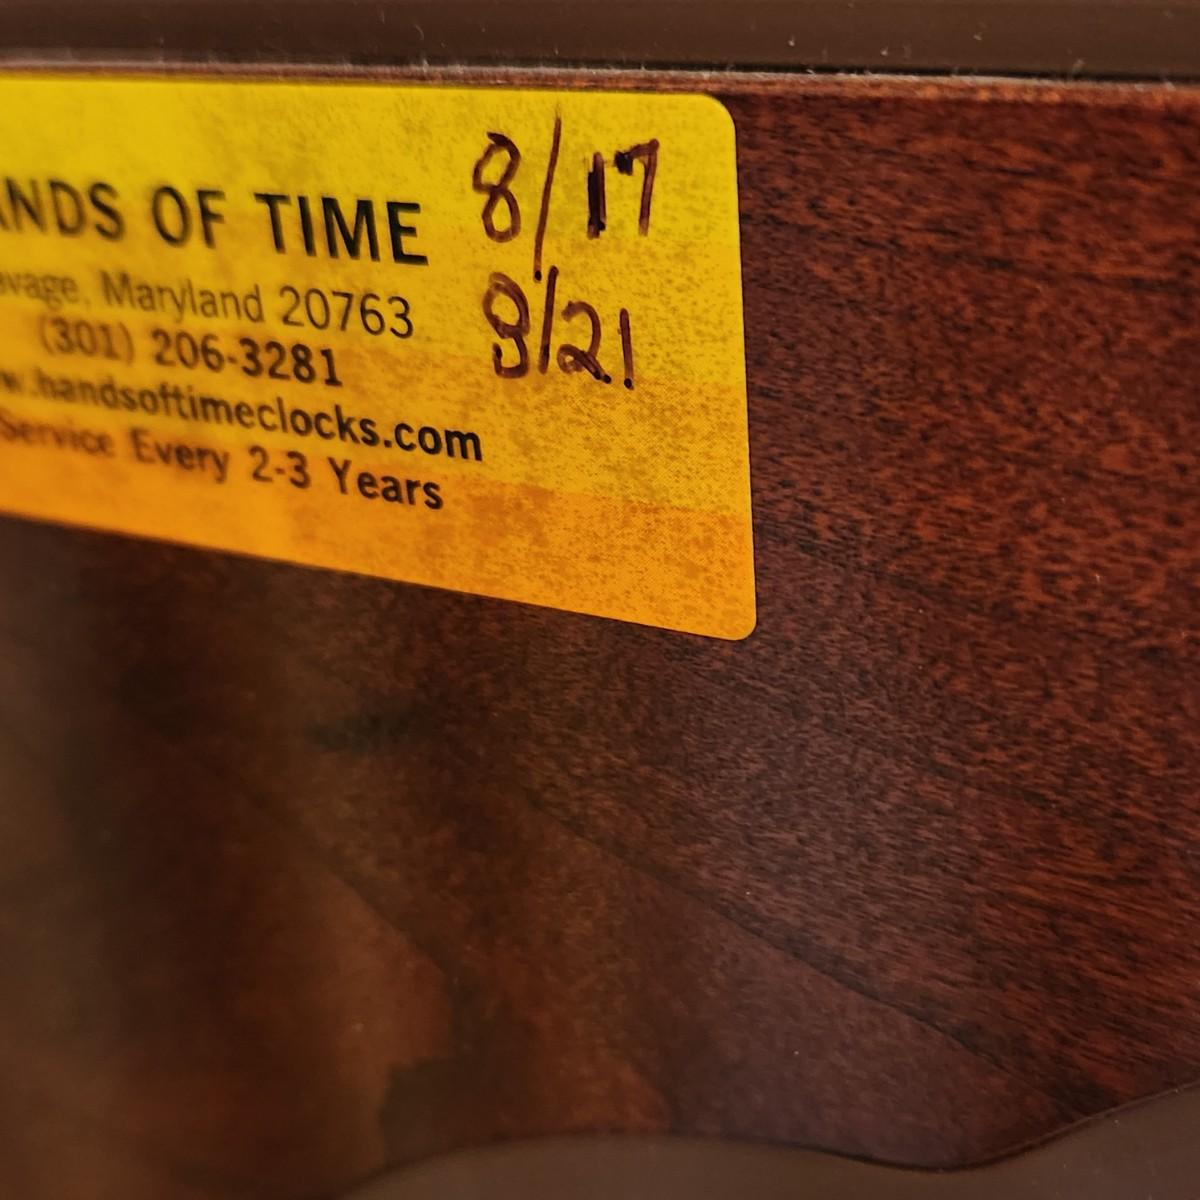 ANDS OF TIME
avage, Maryland 20763
(301) 206-3281
w.handsoftimeclocks.com
Service Every 2-3 Years
8/17
8/21